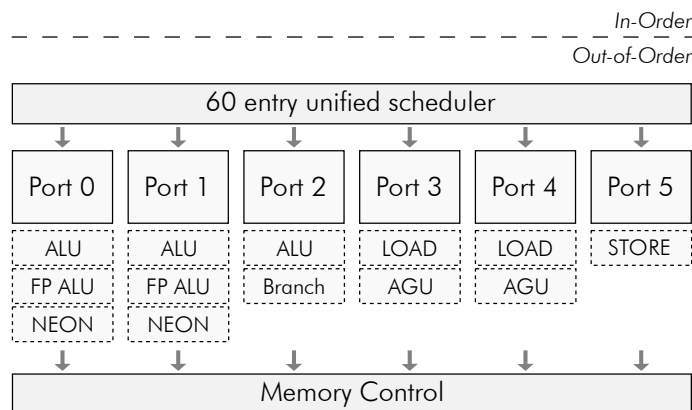 In-Order
Out-of-Order
60 entry unified scheduler
Port 0 Port 1 Port 2 Port 3 Port 4 Port 5
ALU ALU ALU LOAD LOAD STORE
FP ALU FP ALU Branch AGU AGU
NEON NEON
Memory Control